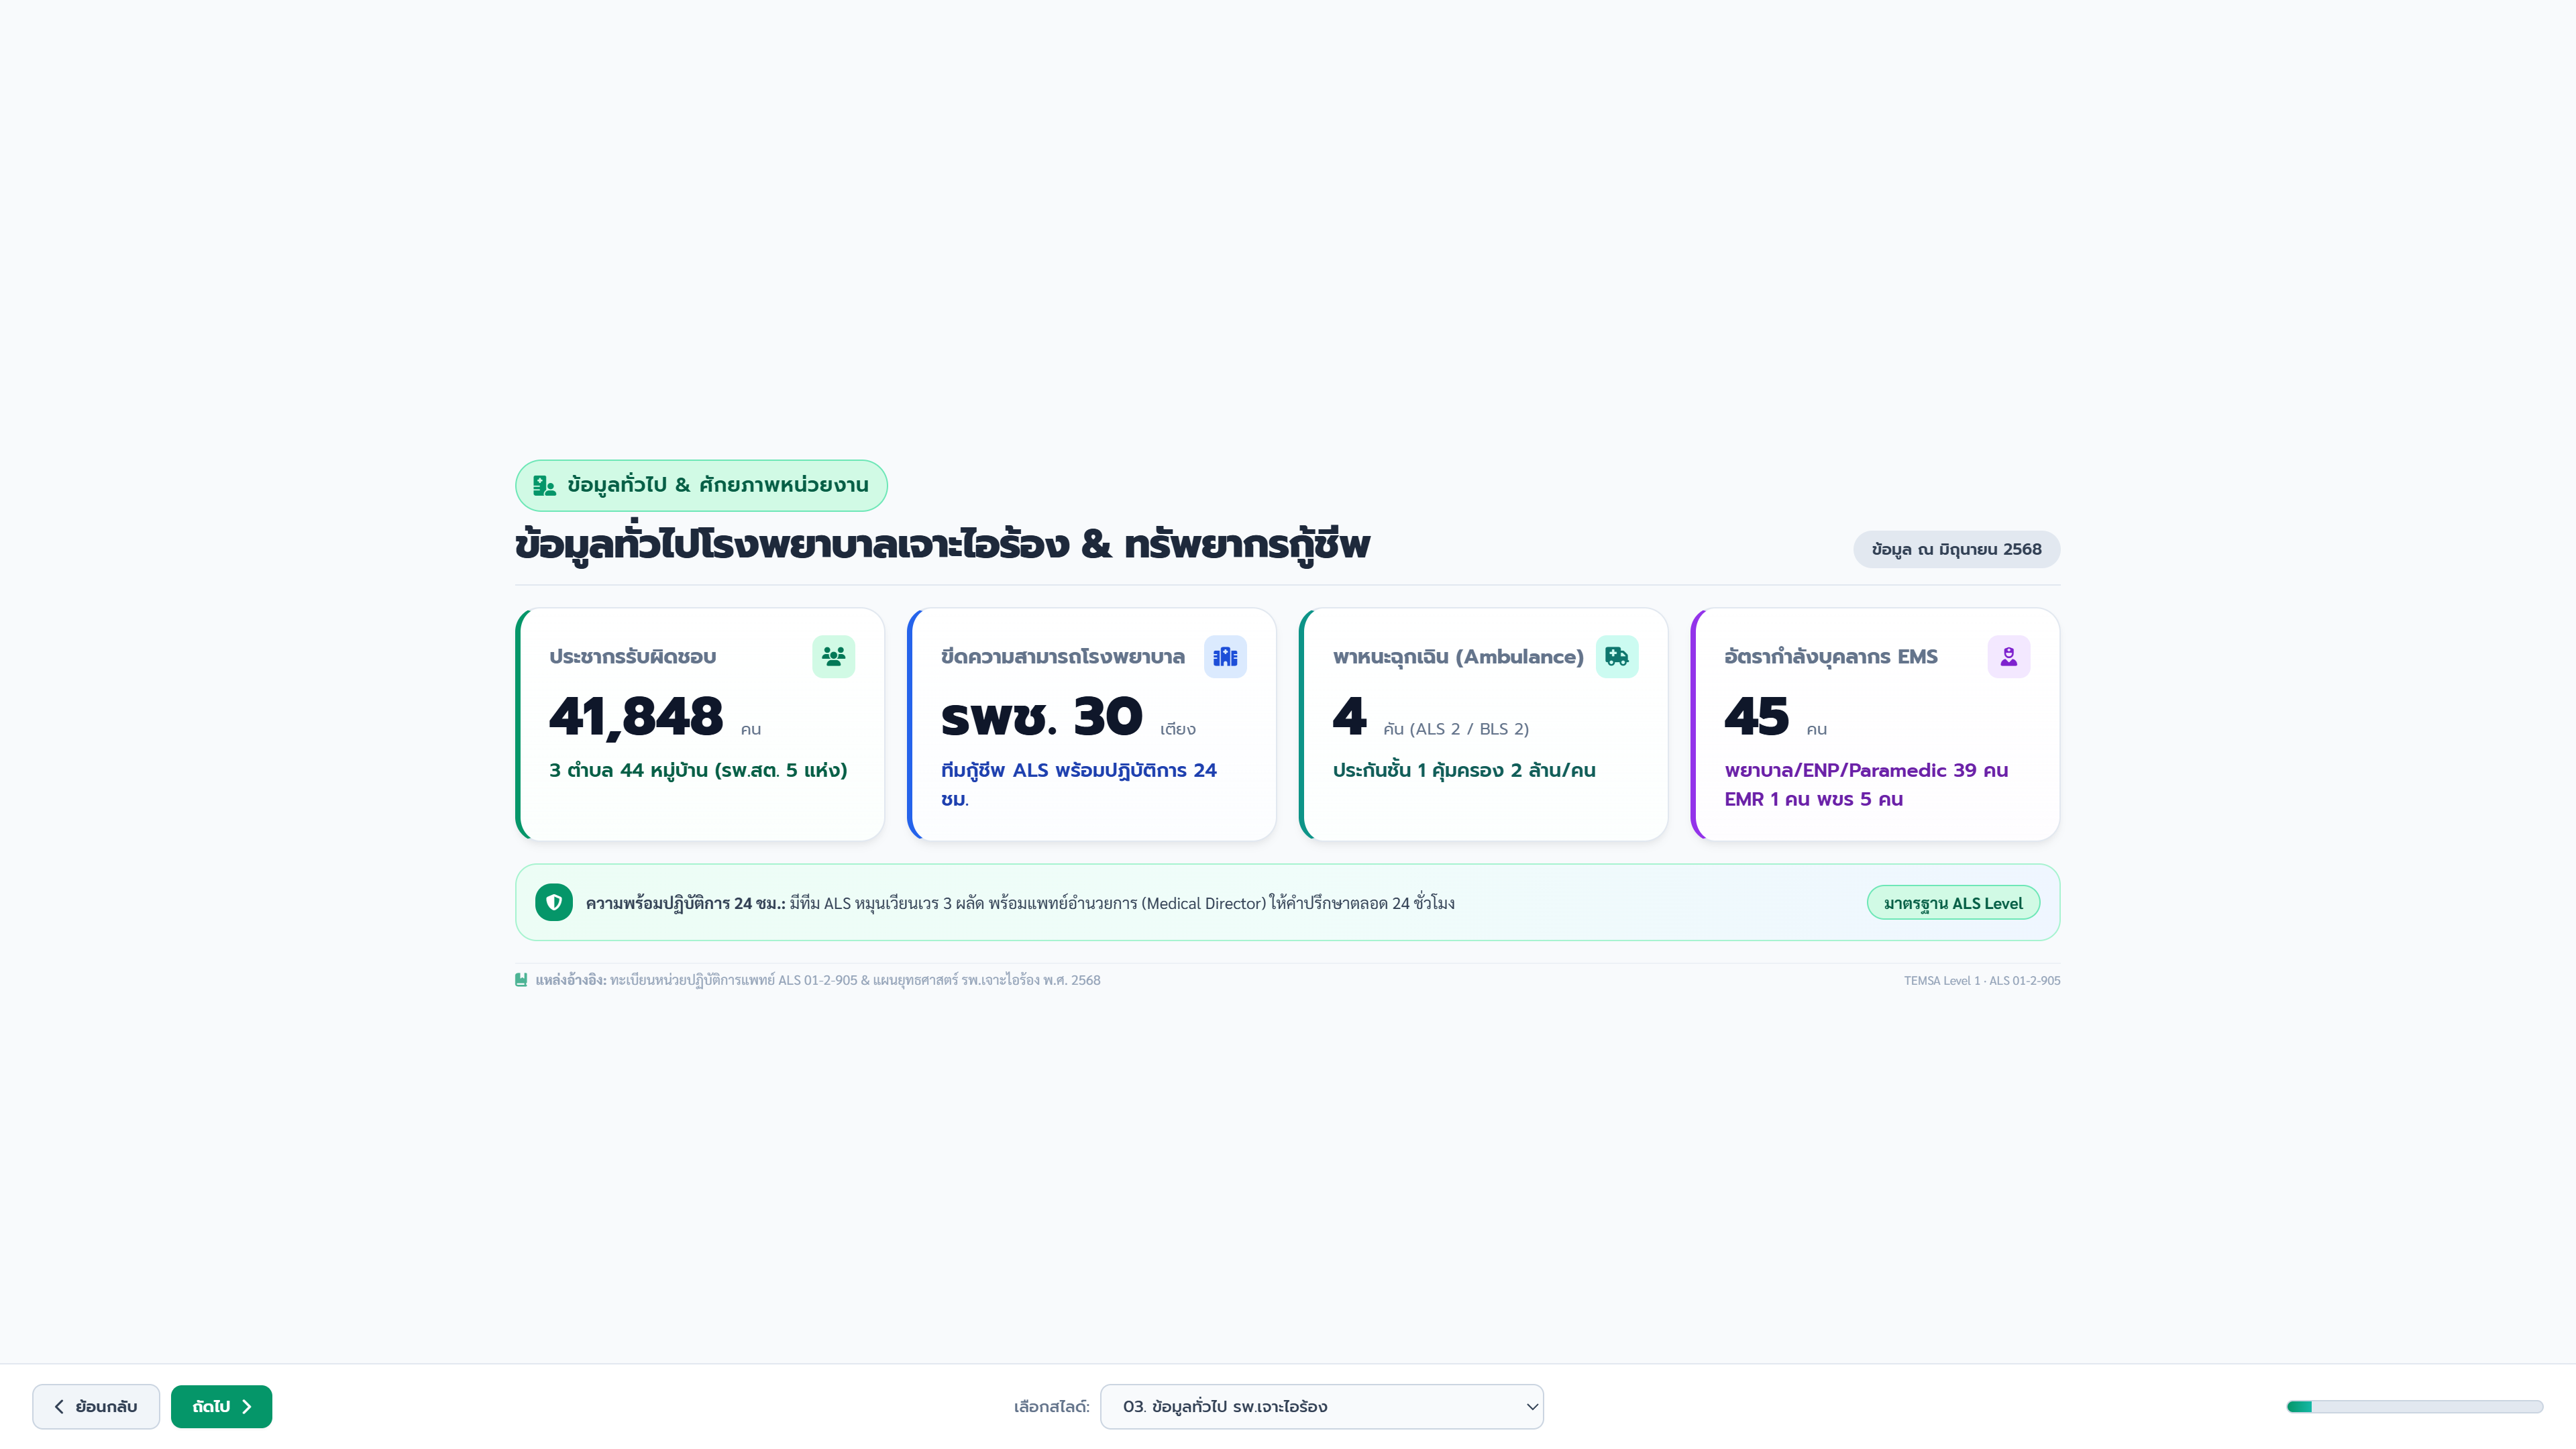 ข้อมูลทั่วไป & ศักยภาพหน่วยงาน
ข้อมูลทั่วไปโรงพยาบาลเจาะไอร้อง & ทรัพยากรกู้ชีพ
ข้อมูล ณ มิถุนายน 2568
ประชากรรับผิดชอบ
41,848 คน
3 ตำบล 44 หมู่บ้าน (รพ.สต. 5 แห่ง)
ขีดความสามารถโรงพยาบาล
รพช. 30 เตียง
ทีมกู้ชีพ ALS พร้อมปฏิบัติการ 24
ชม.
พาหนะฉุกเฉิน (Ambulance)
4 คัน (ALS 2 / BLS 2)
ประกันชั้น 1 คุ้มครอง 2 ล้าน/คน
อัตรากำลังบุคลากร EMS
45 คน
พยาบาล/ENP/Paramedic 39 คน
EMR 1 คน พขร 5 คน
ความพร้อมปฏิบัติการ 24 ชม.: มีทีม ALS หมุนเวียนเวร 3 ผลัด พร้อมแพทย์อำนวยการ (Medical Director) ให้คำปรึกษาตลอด 24 ชั่วโมง
มาตรฐาน ALS Level
แหล่งอ้างอิง: ทะเบียนหน่วยปฏิบัติการแพทย์ ALS 01-2-905 & แผนยุทธศาสตร์ รพ.เจาะไอร้อง พ.ศ. 2568
TEMSA Level 1 · ALS 01-2-905
ย้อนกลับ
ถัดไป
เลือกสไลด์:
03. ข้อมูลทั่วไป รพ.เจาะไอร้อง